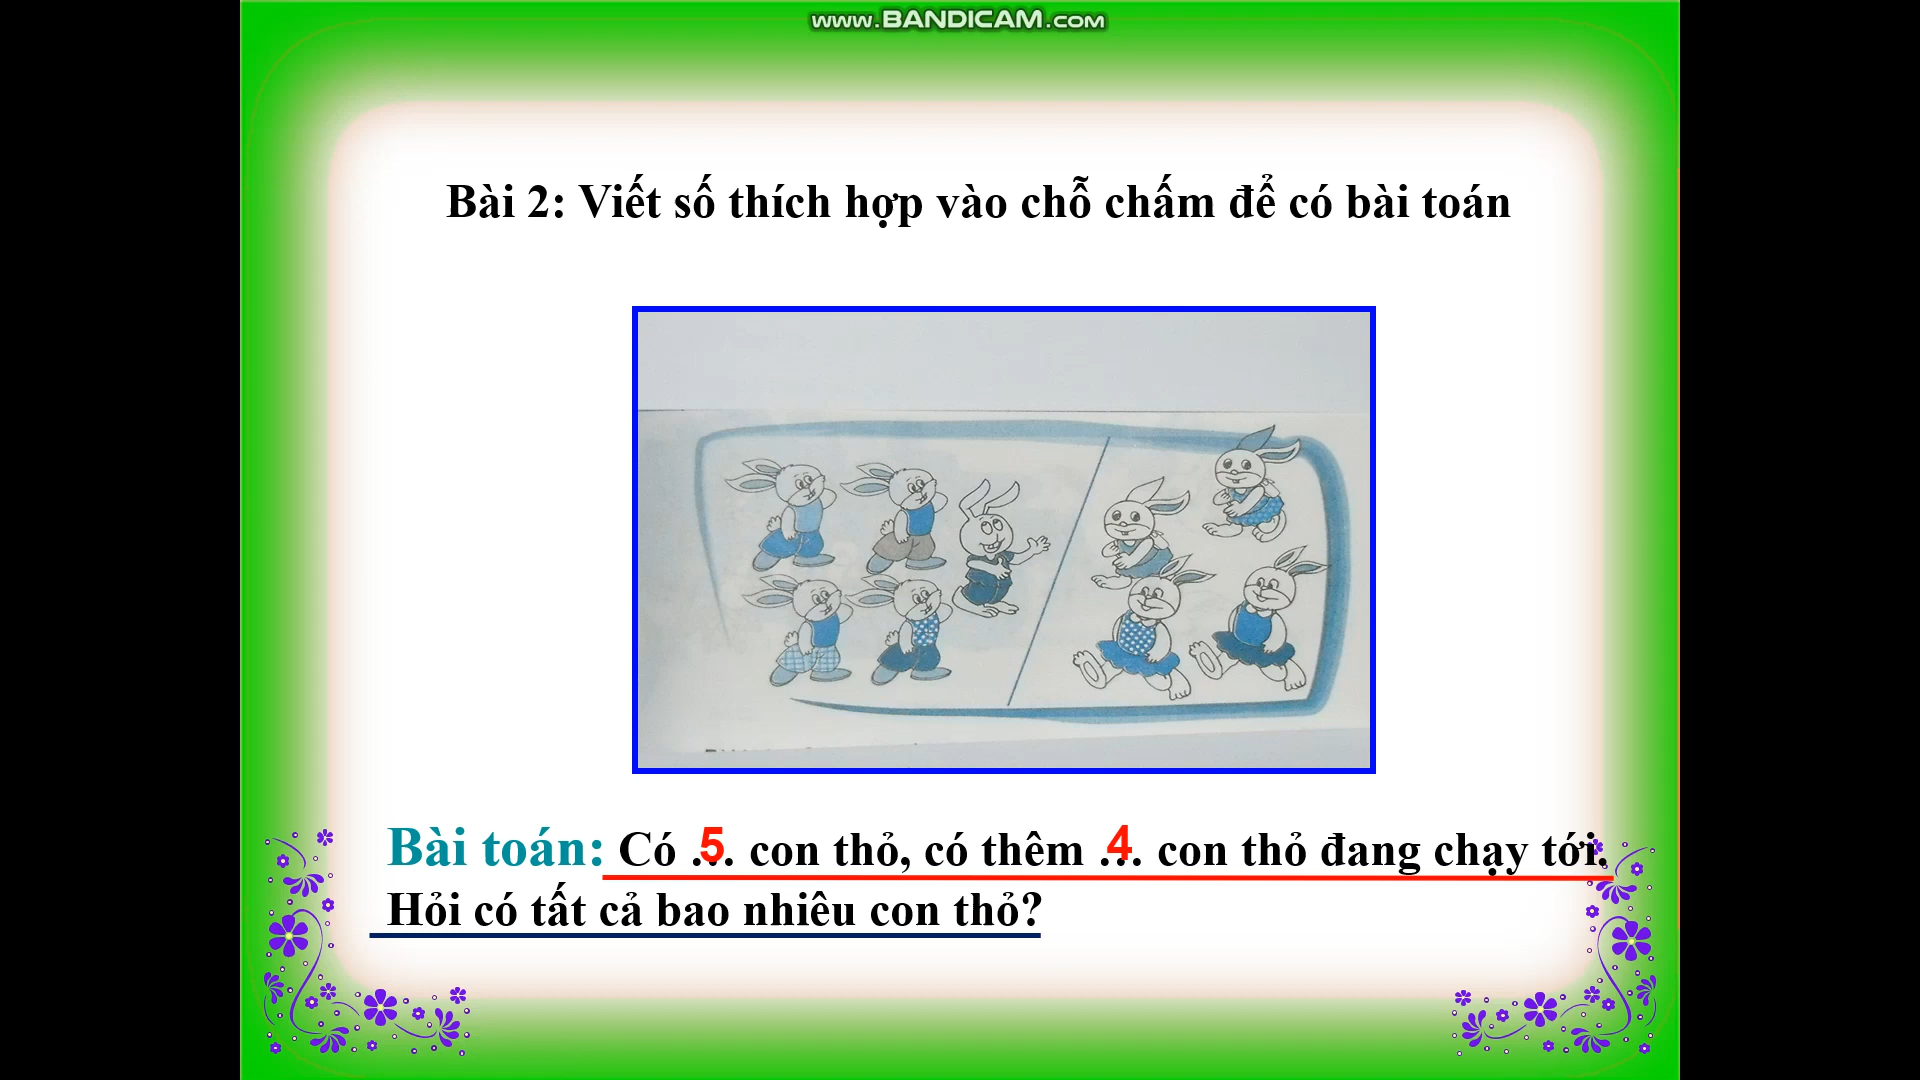 www.BANDICAM.com
Bài 2: Viết số thích hợp vào chỗ chấm để có bài toán
Bài toán: Có 5 con thỏ, có thêm 4 con thỏ đang chạy tới.
Hỏi có tất cả bao nhiêu con thỏ?